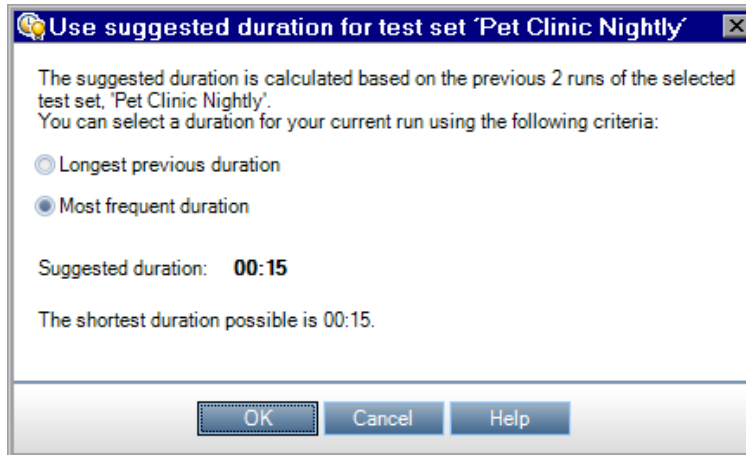 Use suggested duration for test set ´Pet Clinic Nightly´
The suggested duration is calculated based on the previous 2 runs of the selected
test set, 'Pet Clinic Nightly'.
You can select a duration for your current run using the following criteria:
Longest previous duration
Most frequent duration
Suggested duration: 00:15
The shortest duration possible is 00:15.
OK Cancel Help